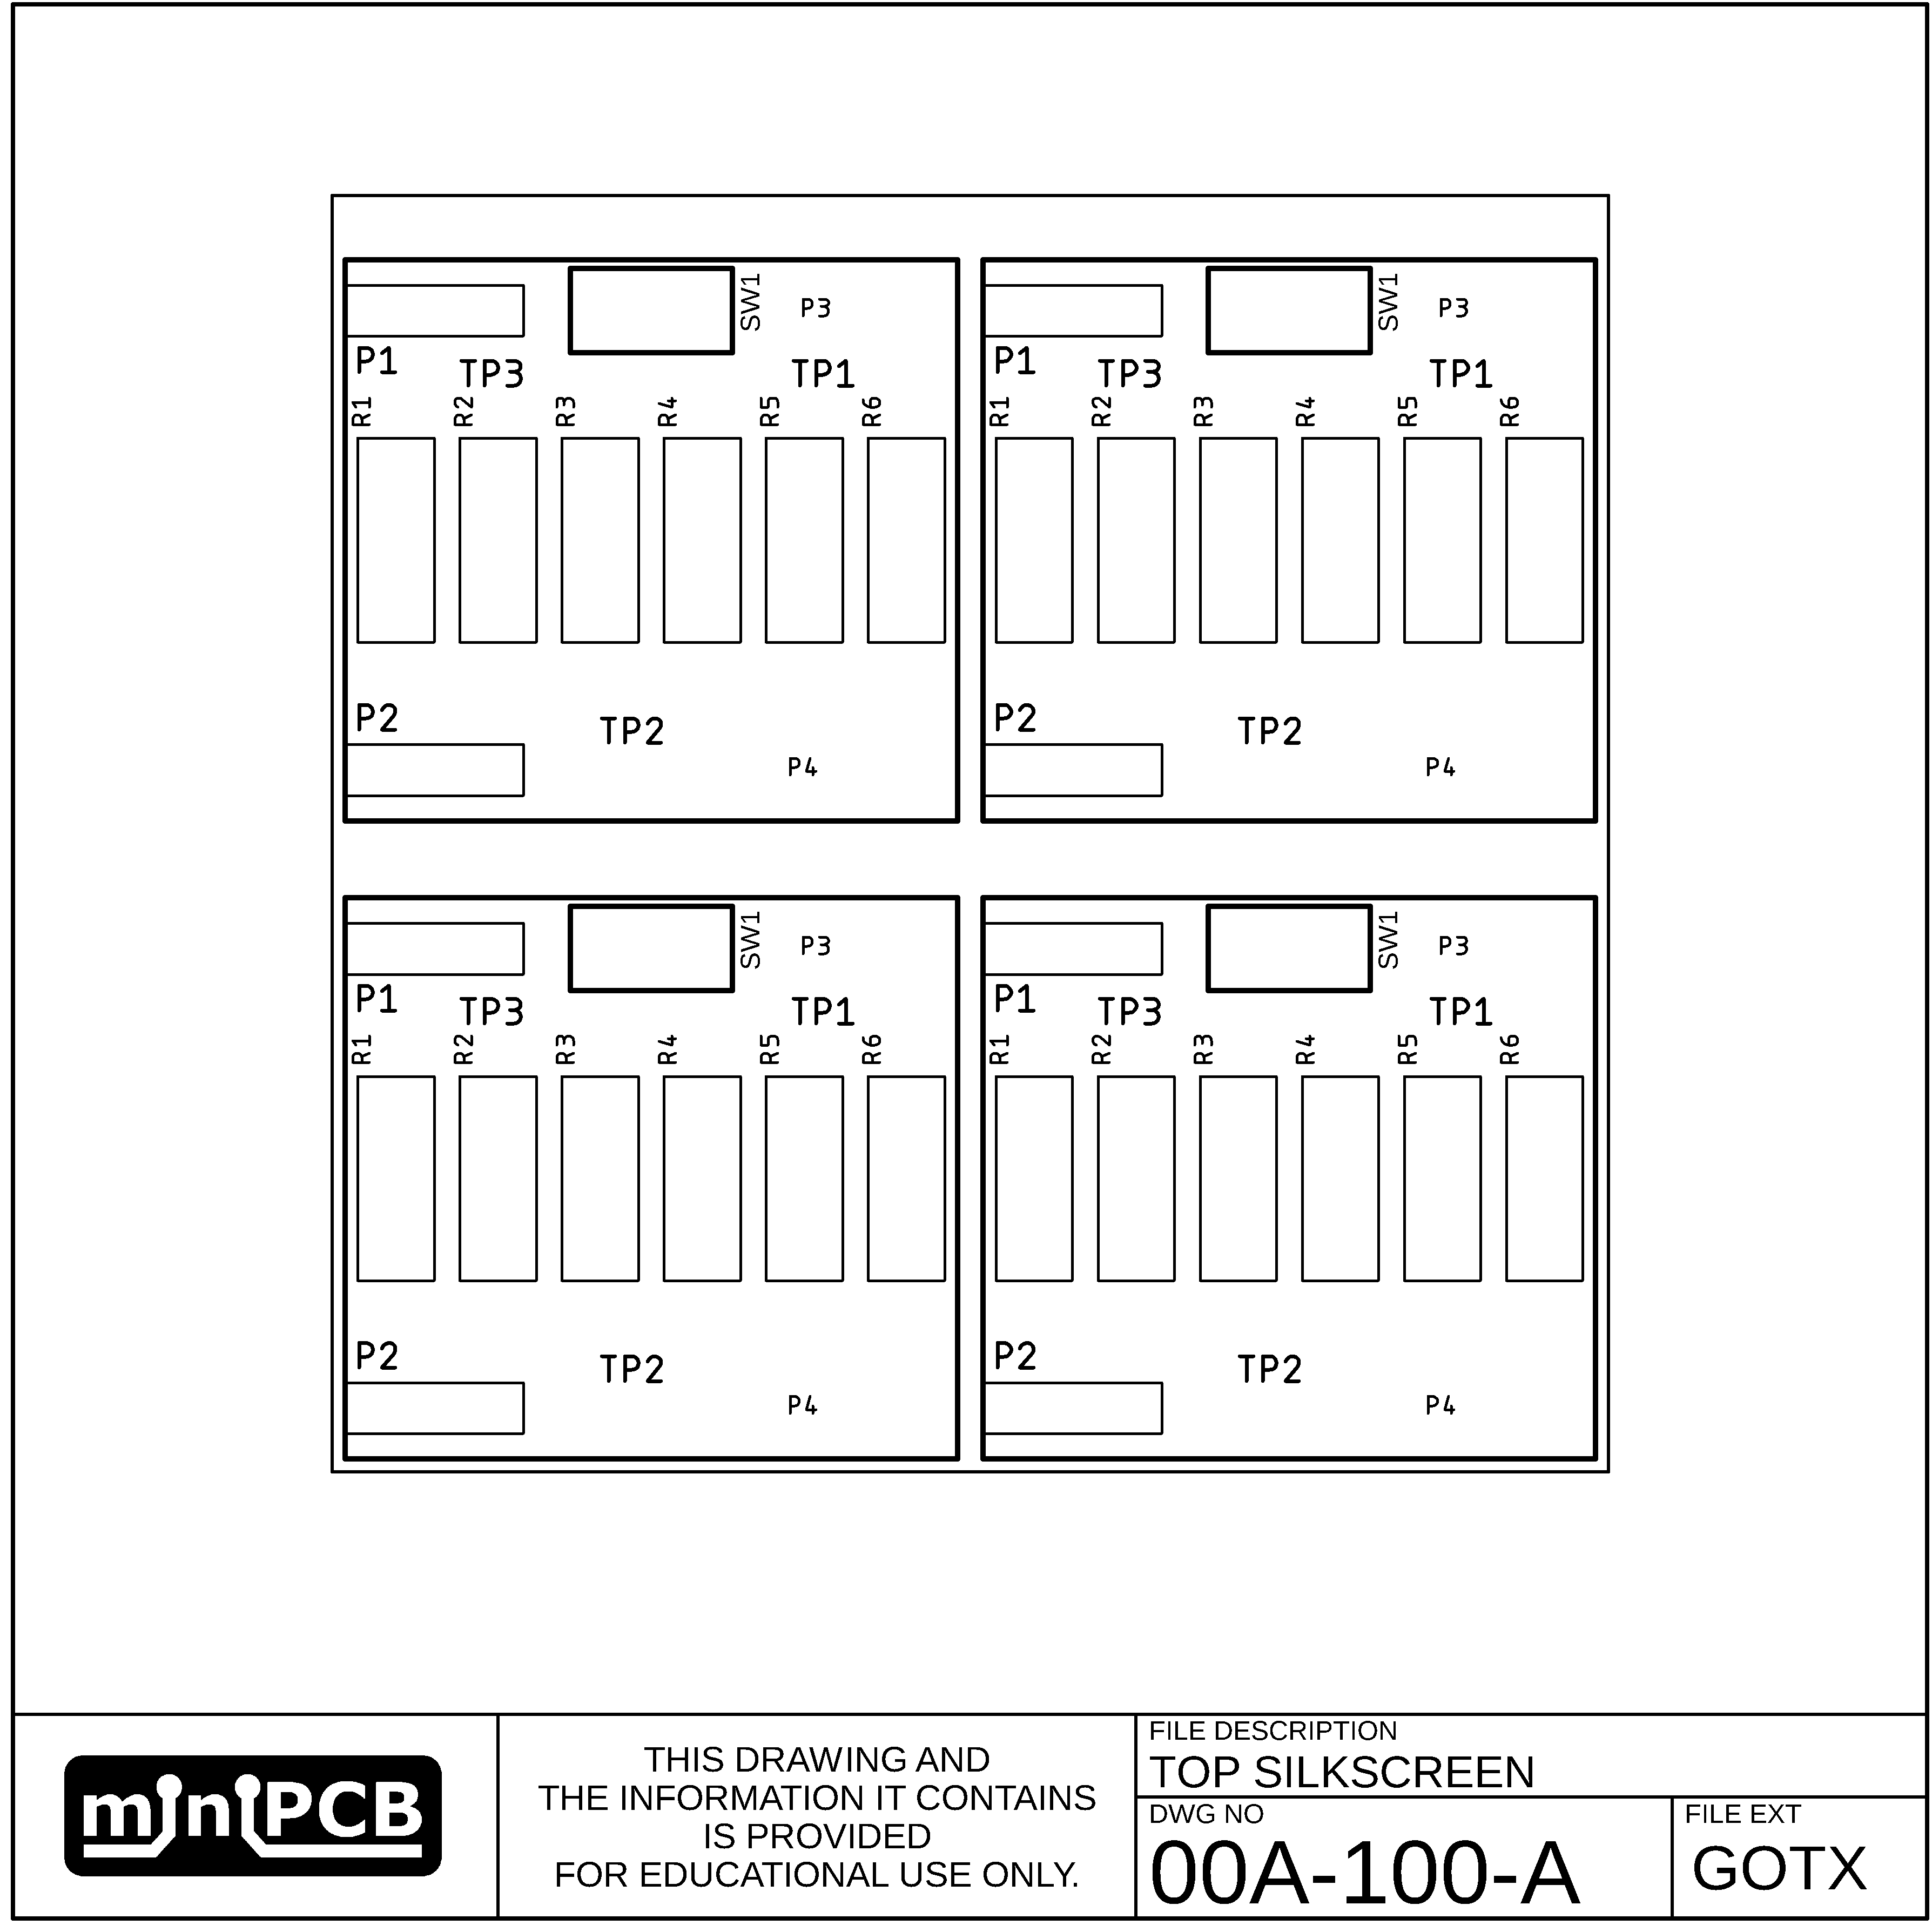 SW1 P3 SW1 P3
P1 TP3 TP1 P1 TP3 TP1
R1 R2 R3 R4 R5 R6 R1 R2 R3 R4 R5 R6
P2 TP2 P2 TP2
P4 P4
SW1 P3 SW1 P3
P1 TP3 TP1 P1 TP3 TP1
R1 R2 R3 R4 R5 R6 R1 R2 R3 R4 R5 R6
P2 TP2 P2 TP2
P4 P4
miniPCB
THIS DRAWING AND
THE INFORMATION IT CONTAINS
IS PROVIDED
FOR EDUCATIONAL USE ONLY.
FILE DESCRIPTION
TOP SILKSCREEN
DWG NO
00A-100-A
FILE EXT
GOTX